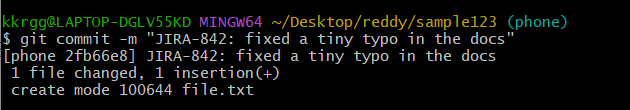 kkrgg@LAPTOP-DGLV55KD MINGW64 ~/Desktop/reddy/sample123 (phone)
$ git commit -m "JIRA-842: fixed a tiny typo in the docs"
[phone 2fb66e8] JIRA-842: fixed a tiny typo in the docs
 1 file changed, 1 insertion(+)
 create mode 100644 file.txt